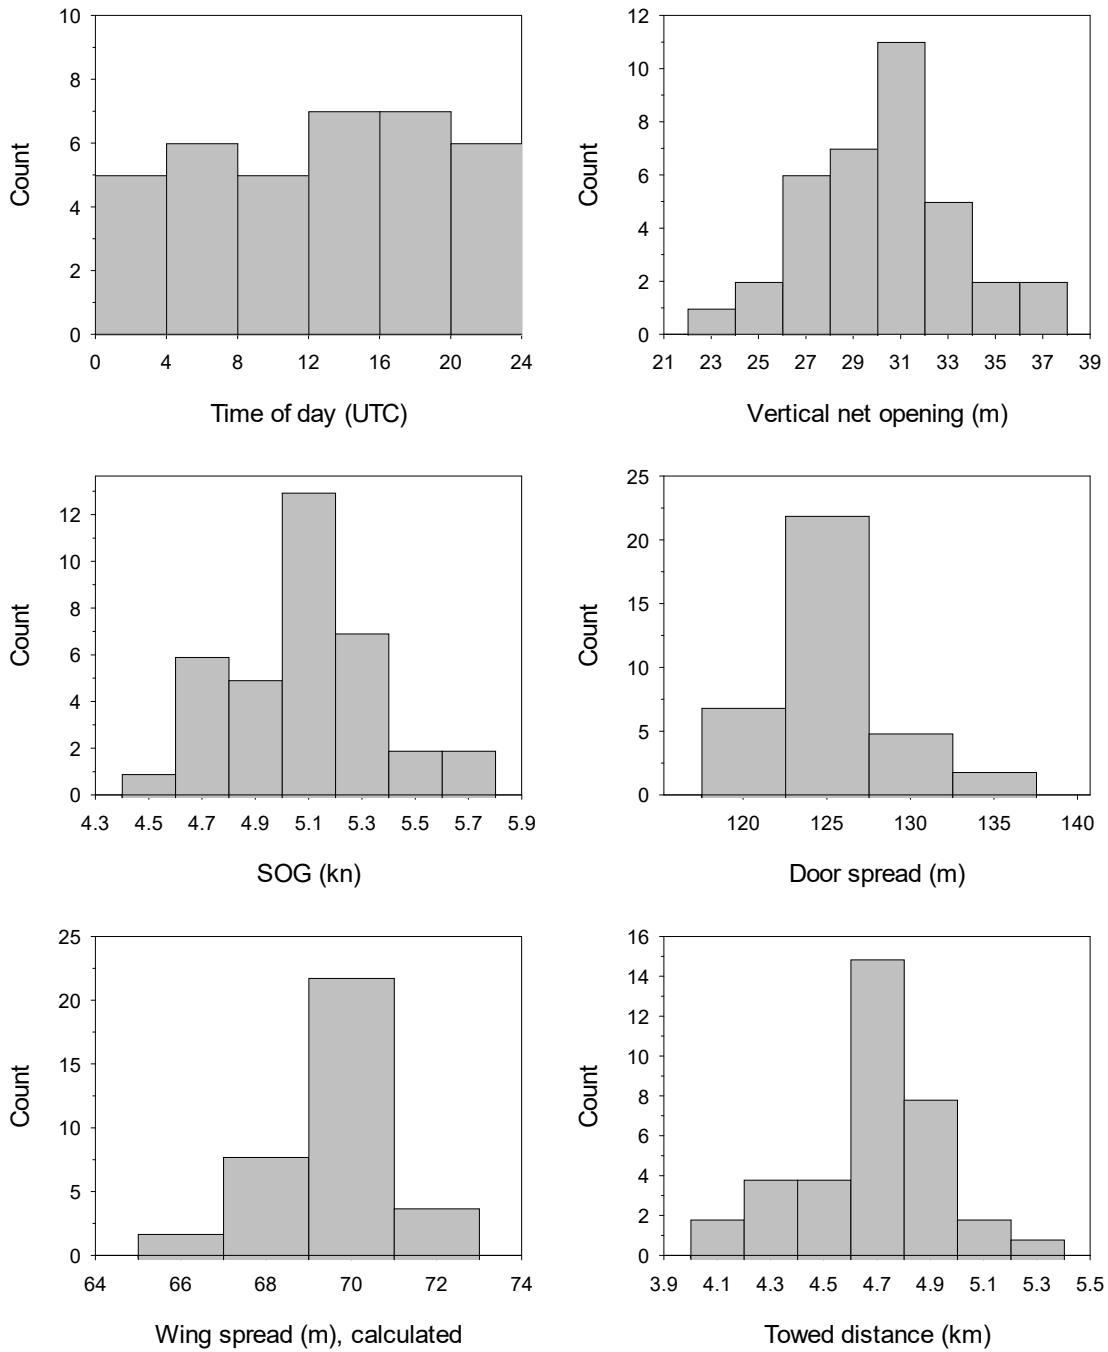 10
8
6
4
2
0
Count
0 4 8 12 16 20 24
Time of day (UTC)
12
10
8
6
4
2
0
Count
21 23 25 27 29 31 33 35 37 39
Vertical net opening (m)
12
10
8
6
4
2
0
Count
4.3 4.5 4.7 4.9 5.1 5.3 5.5 5.7 5.9
SOG (kn)
25
20
15
10
5
0
Count
120 125 130 135 140
Door spread (m)
25
20
15
10
5
0
Count
64 66 68 70 72 74
Wing spread (m), calculated
16
14
12
10
8
6
4
2
0
Count
3.9 4.1 4.3 4.5 4.7 4.9 5.1 5.3 5.5
Towed distance (km)